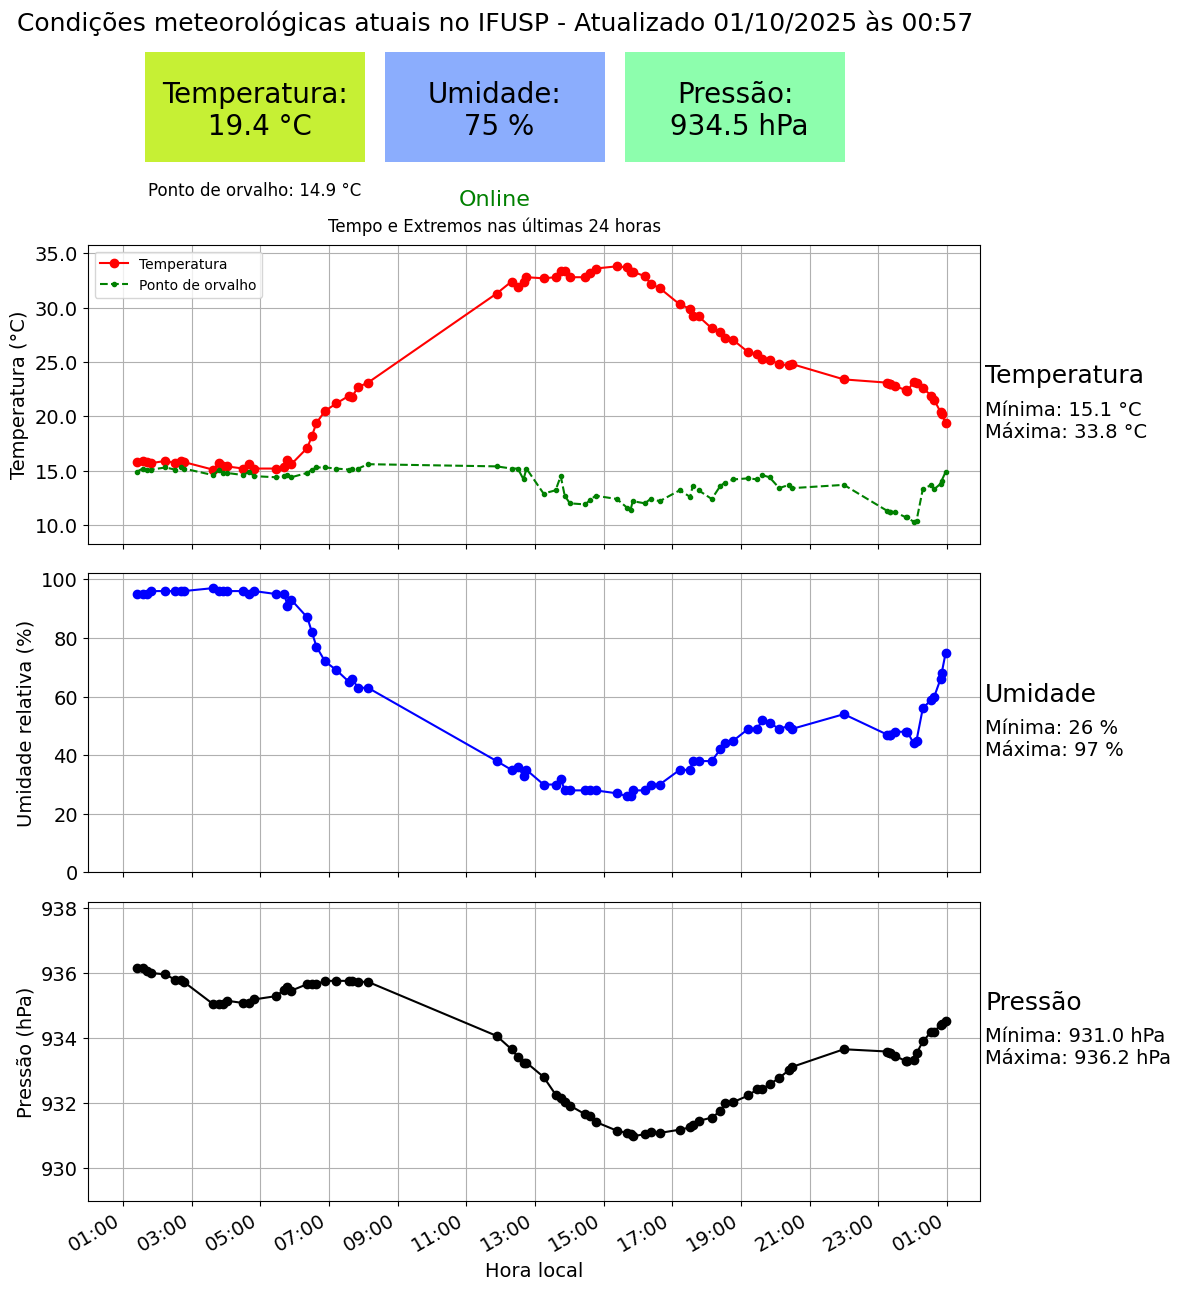 Condições meteorológicas atuais no IFUSP - Atualizado 01/10/2025 às 00:57
Temperatura:
19.4 °C
Umidade:
75 %
Pressão:
934.5 hPa
Ponto de orvalho: 14.9 °C
Online
Tempo e Extremos nas últimas 24 horas
Temperatura
Ponto de orvalho
Temperatura (°C)
35.0
30.0
25.0
20.0
15.0
10.0
Temperatura
Mínima: 15.1 °C
Máxima: 33.8 °C
Umidade relativa (%)
100
80
60
40
20
0
Umidade
Mínima: 26 %
Máxima: 97 %
Pressão (hPa)
938
936
934
932
930
Pressão
Mínima: 931.0 hPa
Máxima: 936.2 hPa
01:00
03:00
05:00
07:00
09:00
11:00
13:00
15:00
17:00
19:00
21:00
23:00
01:00
Hora local